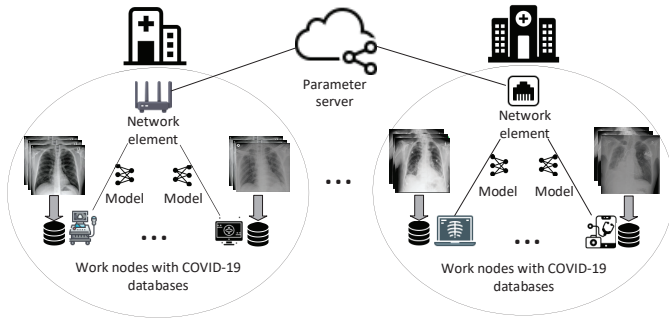 Parameter
server
Network
element
Network
element
Model
Model
Model
Model
...
...
...
Work nodes with COVID-19
databases
Work nodes with COVID-19
databases